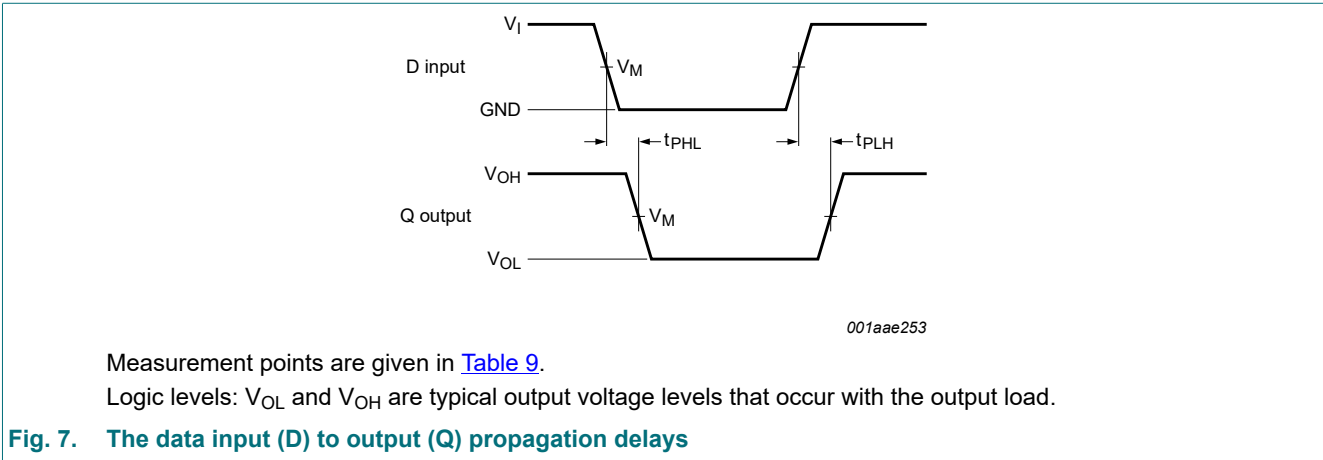 VI
D input
VM
GND
tPHL
tPLH
VOH
Q output
VM
VOL
001aae253
Measurement points are given in Table 9.
Logic levels: VOL and VOH are typical output voltage levels that occur with the output load.
Fig. 7. The data input (D) to output (Q) propagation delays